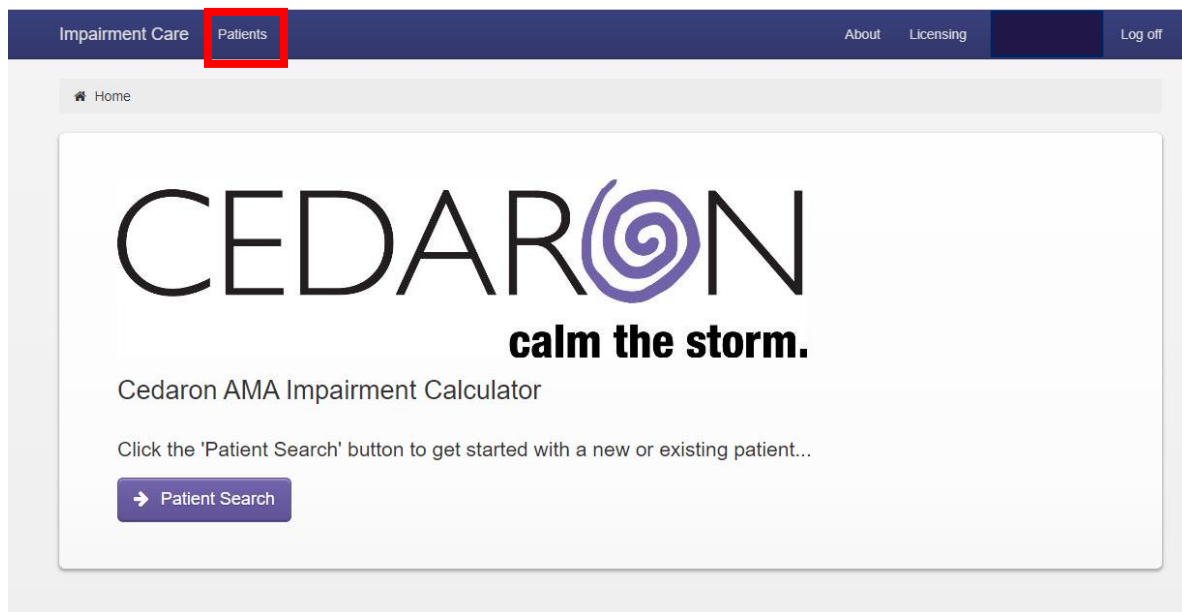 Impairment Care Patients About Licensing Log off
Home
CEDARON
calm the storm.
Cedaron AMA Impairment Calculator
Click the 'Patient Search' button to get started with a new or existing patient...
Patient Search